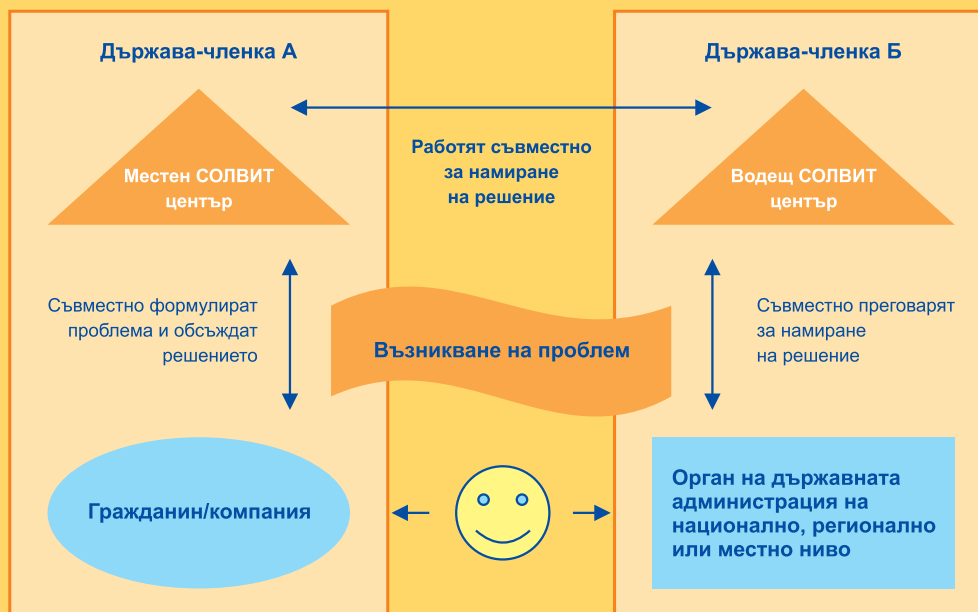 Държава-членка А
Държава-членка Б
Местен СОЛВИТ
център
Работят съвместно
за намиране
на решение
Водещ СОЛВИТ
център
Съвместно формулират
проблема и обсъждат
решението
Възникване на проблем
Съвместно преговарят
за намиране
на решение
Гражданин/компания
Орган на държавната
администрация на
национално, регионално
или местно ниво